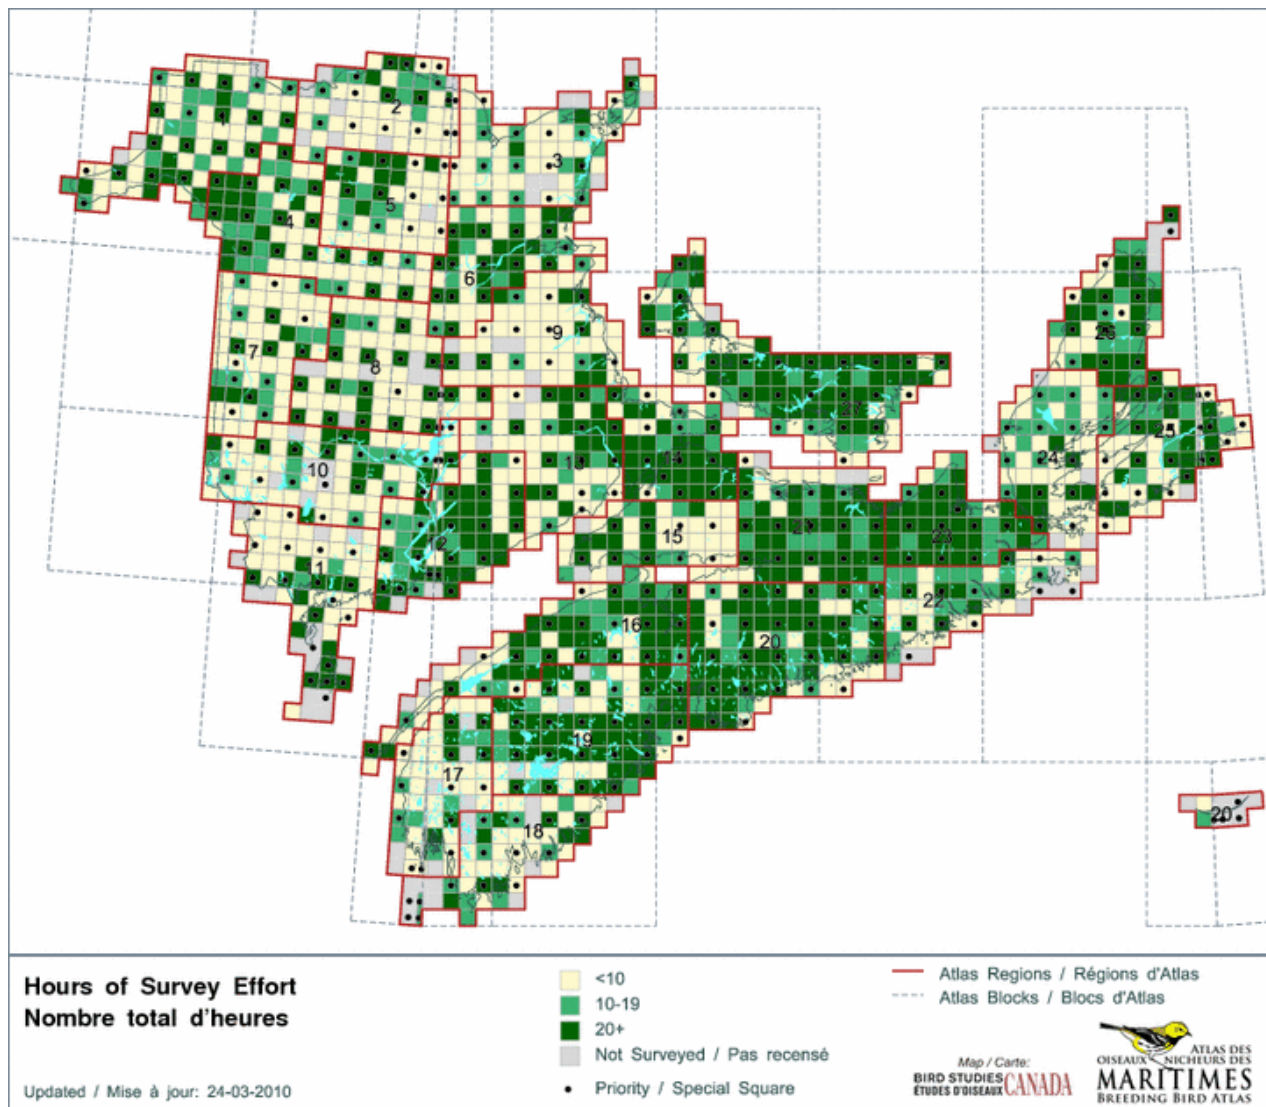 2
1
3
5
4
6
9
7
8
26
27
25
10
13
14
24
21
23
12
15
11
22
16
20
19
17
18
20
Hours of Survey Effort
Nombre total d'heures
Updated / Mise à jour: 24-03-2010
<10
10-19
20+
Not Surveyed / Pas recensé
Priority / Special Square
Atlas Regions / Régions d'Atlas
Atlas Blocks / Blocs d'Atlas
Map / Carte:
BIRD STUDIES
ÉTUDES D'OISEAUX CANADA
ATLAS DES
OISEAUX NICHEURS DES
MARITIMES
BREEDING BIRD ATLAS